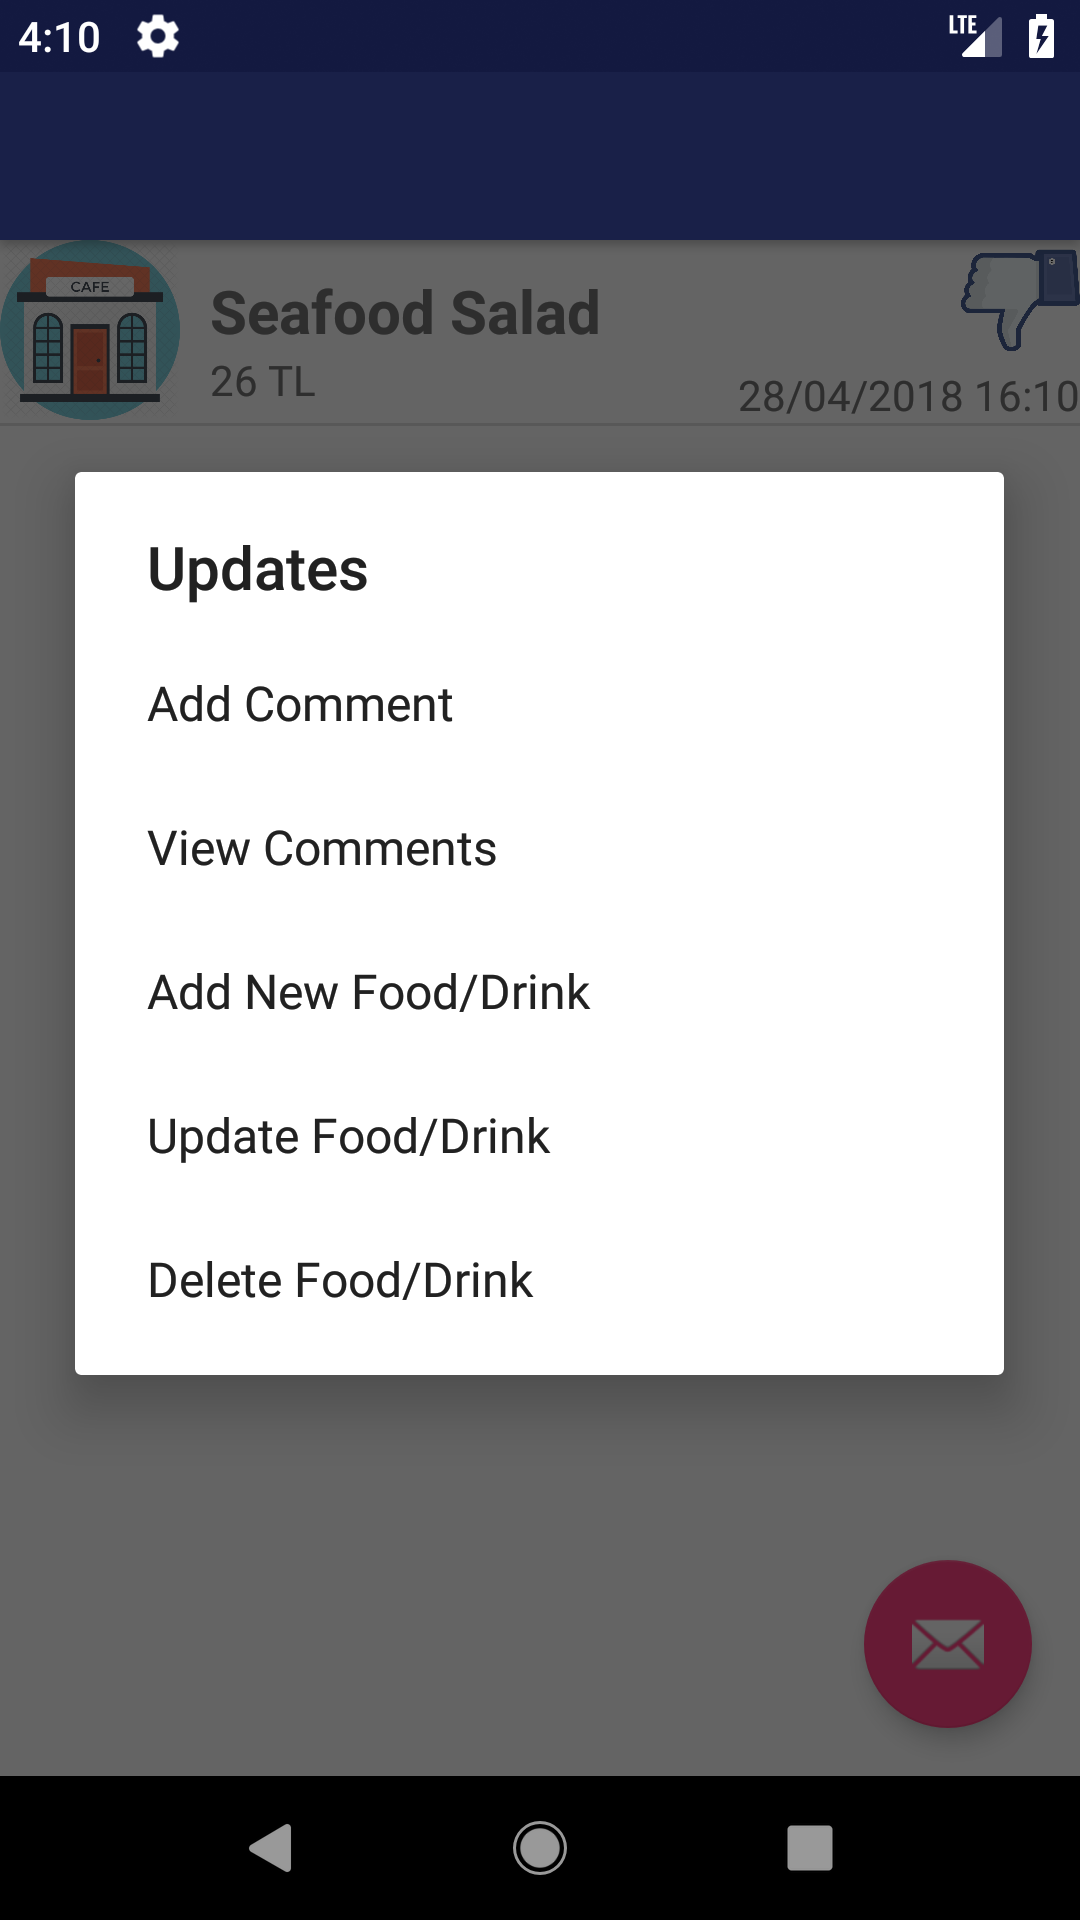 4:10
LTE
CAFE
Seafood Salad
26 TL
28/04/2018 16:10
Updates
Add Comment
View Comments
Add New Food/Drink
Update Food/Drink
Delete Food/Drink